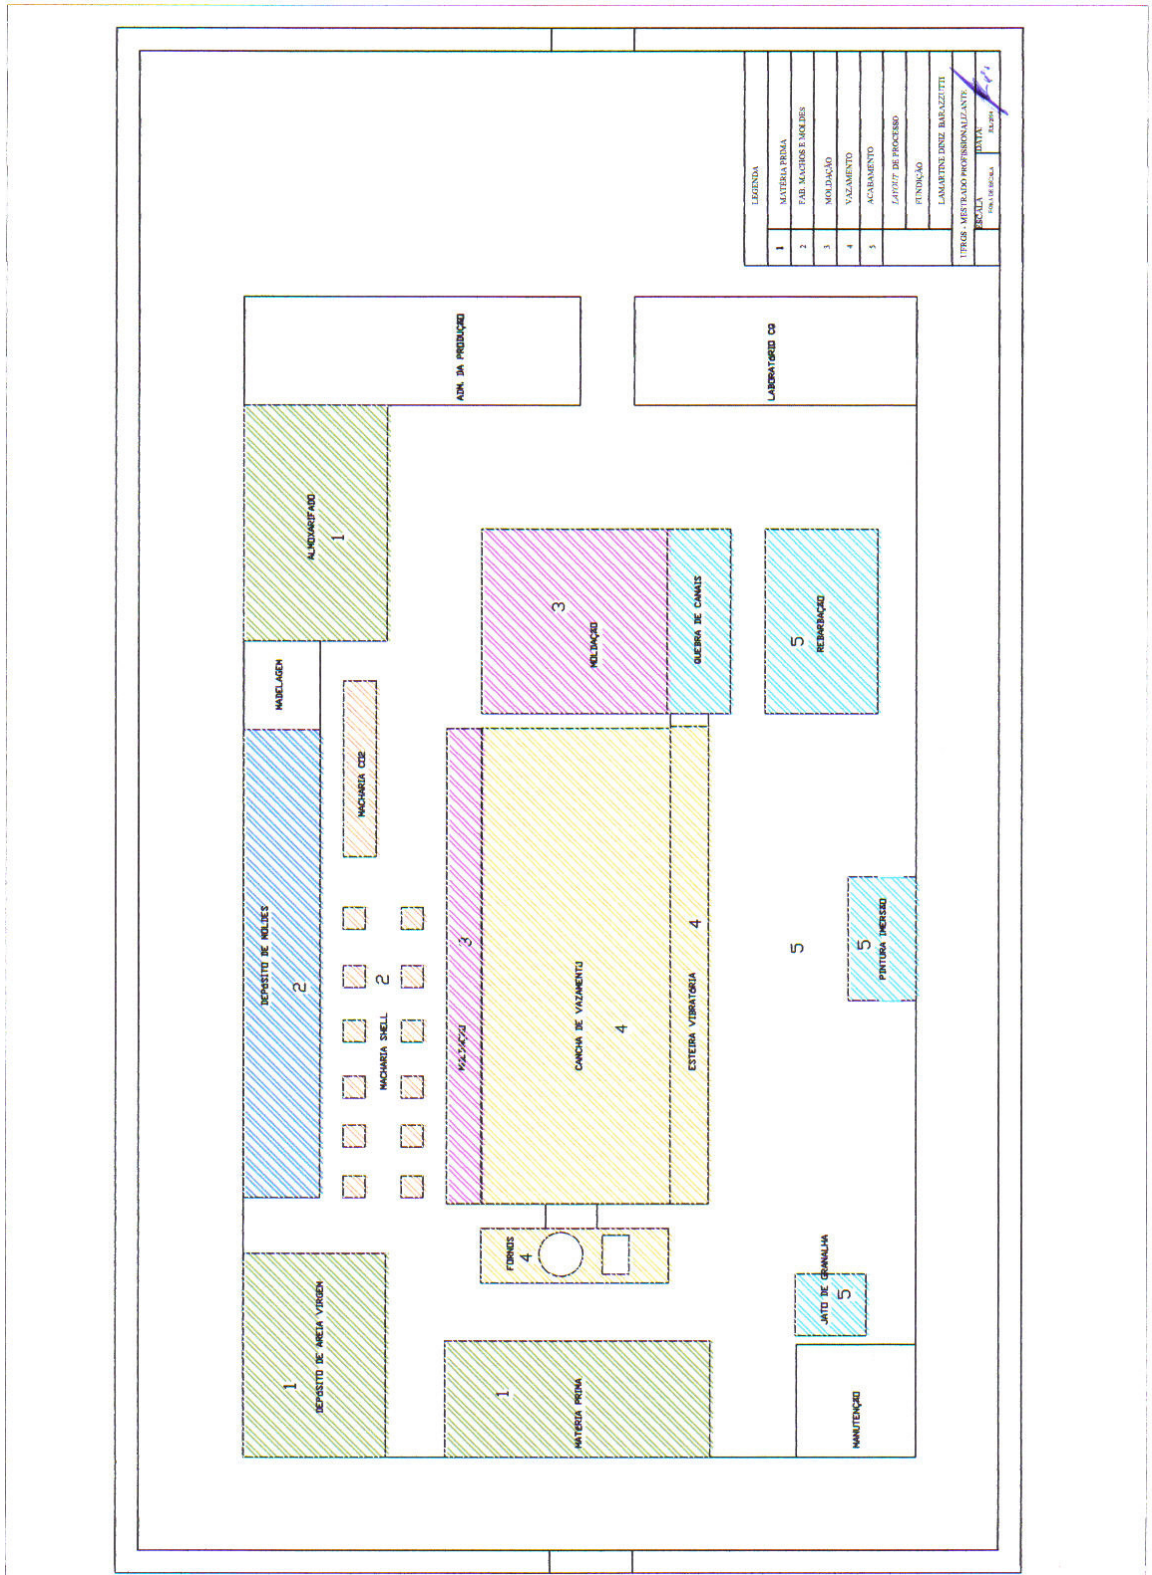 LEGENDA
1 MATÉRIA PRIMA
2 FAB. MACHOS E MOLDES
3 MOLDAÇÃO
4 VAZAMENTO
5 ACABAMENTO
LAYOUT DE PROCESSO
FUNDIÇÃO
LAMARTINE DINIZ BARAZZUTTI
UFRGS - MESTRADO PROFISSIONALIZANTE
ESCALA
FORA DE ESCALA
DATA:
DEPÓSITO DE AREIA VIRGEM
1
DEPÓSITO DE MOLDES
2
MADELAGEM
ALMOXARIFADO
1
ADM. DA PRODUÇÃO
MACHARIA SHELL
2
MACHARIA CO2
MOLDAÇÃO
3
MATÉRIA PRIMA
1
FORNOS
4
CANCHA DE VAZAMENTO
4
MOLDAÇÃO
3
ESTEIRA VIBRATÓRIA
4
QUEBRA DE CANAIS
LABORATÓRIO CQ
JATO DE GRANALHA
5
5
REBARBAÇÃO
5
MANUTENÇÃO
PINTURA IMERSÃO
5